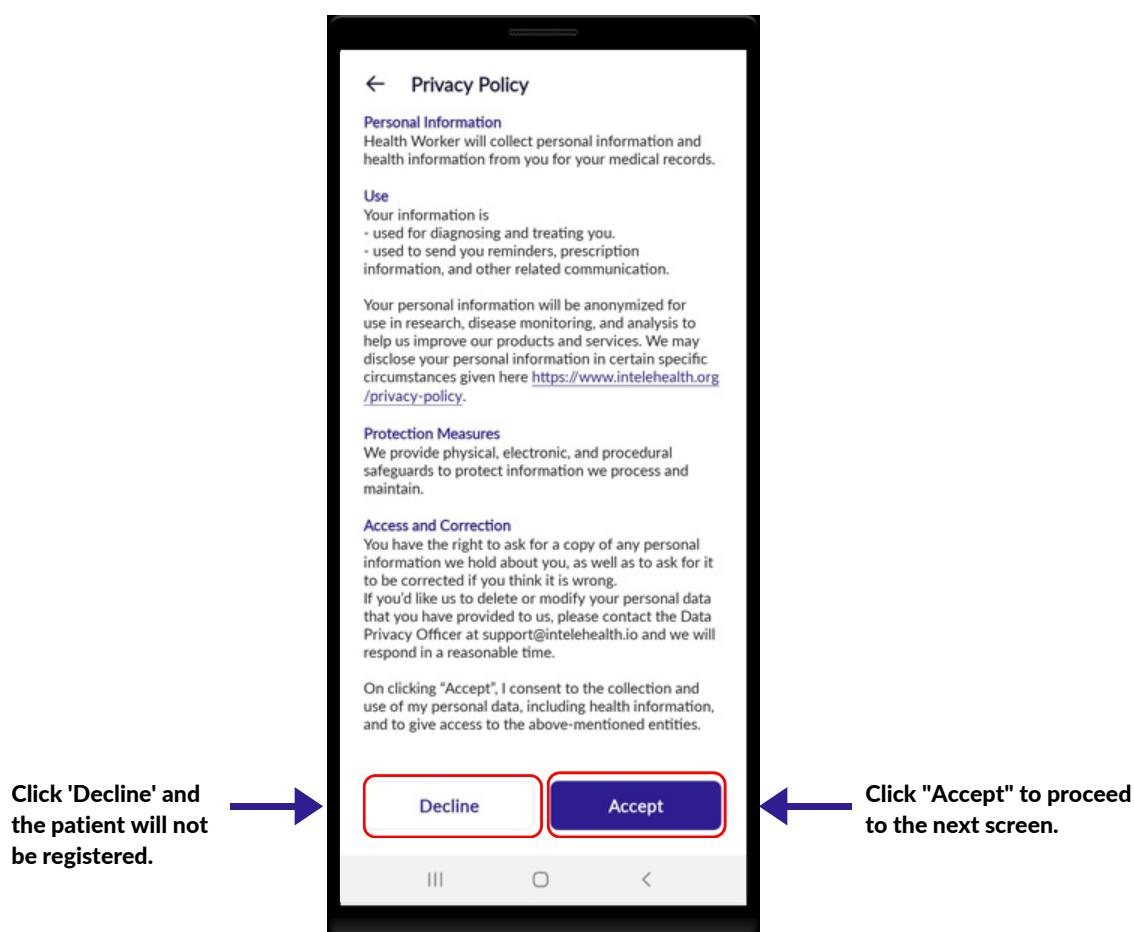 Privacy Policy
Personal Information
Health Worker will collect personal information and
health information from you for your medical records.
Use
Your information is
- used for diagnosing and treating you.
- used to send you reminders, prescription
information, and other related communication.
Your personal information will be anonymized for
use in research, disease monitoring, and analysis to
help us improve our products and services. We may
disclose your personal information in certain specific
circumstances given here https://www.intelehealth.org
/privacy-policy.
Protection Measures
We provide physical, electronic, and procedural
safeguards to protect information we process and
maintain.
Access and Correction
You have the right to ask for a copy of any personal
information we hold about you, as well as to ask for it
to be corrected if you think it is wrong.
If you'd like us to delete or modify your personal data
that you have provided to us, please contact the Data
Privacy Officer at support@intelehealth.io and we will
respond in a reasonable time.
On clicking "Accept", I consent to the collection and
use of my personal data, including health information,
and to give access to the above-mentioned entities.
Click 'Decline' and
the patient will not
be registered.
Decline
Accept
Click "Accept" to proceed
to the next screen.